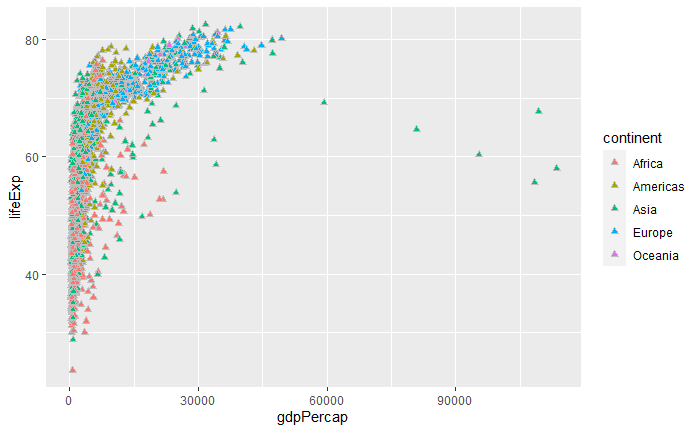 80
60
40
lifeExp
0
30000
60000
90000
gdpPercap
continent
Africa
Americas
Asia
Europe
Oceania